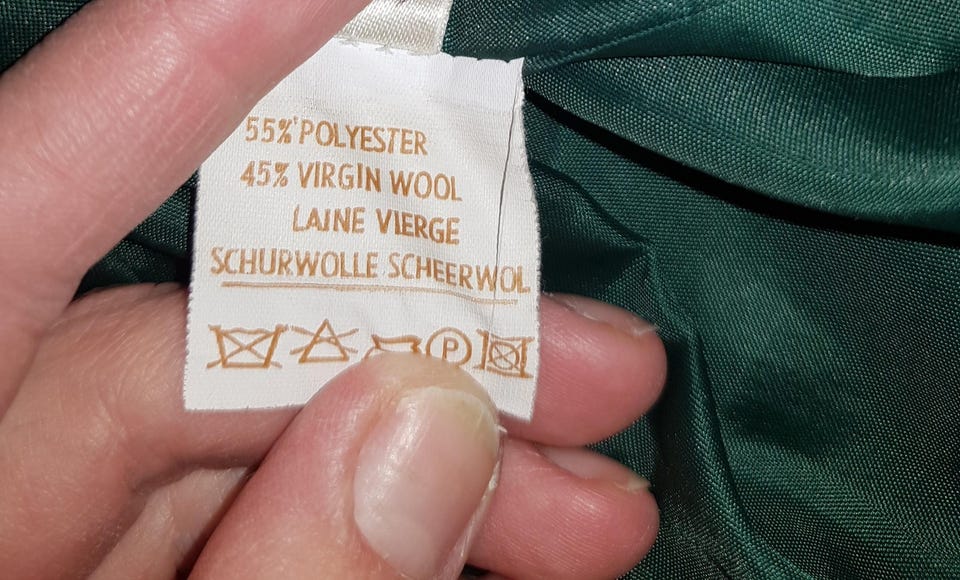 55% POLYESTER
45% VIRGIN WOOL
LAINE VIERGE
SCHURWOLLE SCHEERWOL
P